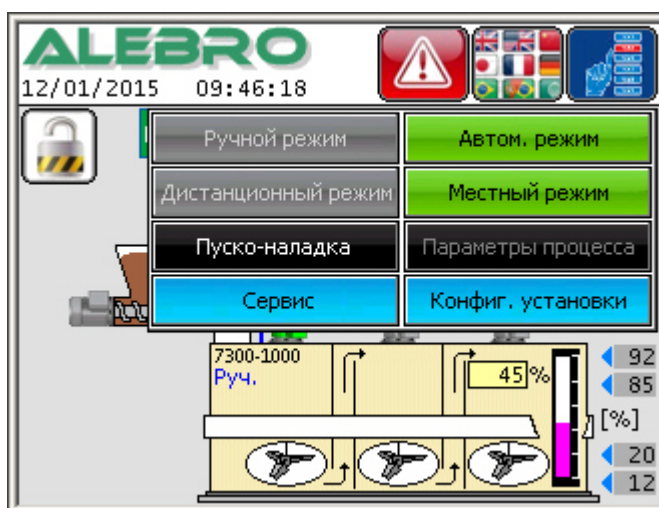 ALEBRO
12/01/2015 09:46:18
Ручной режим
Автом. режим
Дистанционный режим
Местный режим
Пуско-наладка
Параметры процесса
Сервис
Конфиг. установки
7300-1000
Руч.
45%
92
85
[%]
20
12